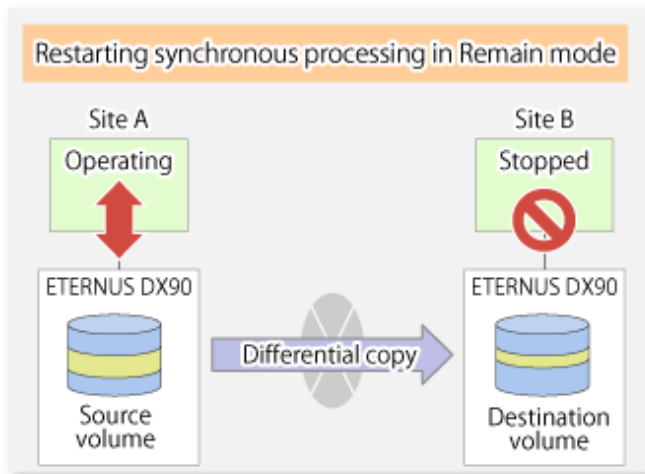 Restarting synchronous processing in Remain mode
Site A
Operating
ETERNUS DX90
Source
volume
Differential copy
Site B
Stopped
ETERNUS DX90
Destination
volume